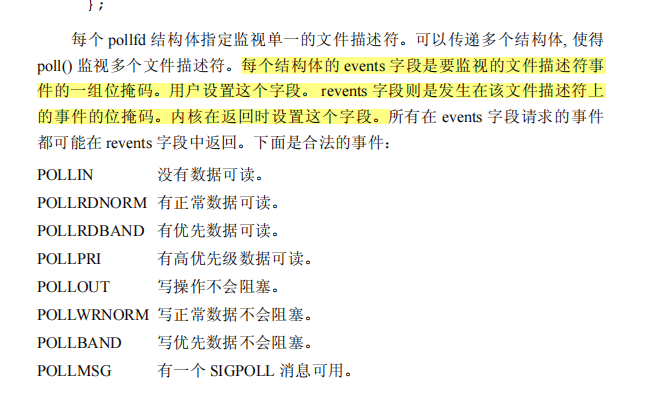 };
每个 pollfd 结构体指定监视单一的文件描述符。可以传递多个结构体, 使得
poll() 监视多个文件描述符。每个结构体的 events 字段是要监视的文件描述符事
件的一组位掩码。用户设置这个字段。 revents 字段则是发生在该文件描述符上
的事件的位掩码。内核在返回时设置这个字段。所有在 events 字段请求的事件
都可能在 revents 字段中返回。下面是合法的事件:
POLLIN 没有数据可读。
POLLRDNORM 有正常数据可读。
POLLRDBAND 有优先数据可读。
POLLPRI 有高优先级数据可读。
POLLOUT 写操作不会阻塞。
POLLWRNORM 写正常数据不会阻塞。
POLLBAND 写优先数据不会阻塞。
POLLMSG 有一个 SIGPOLL 消息可用。